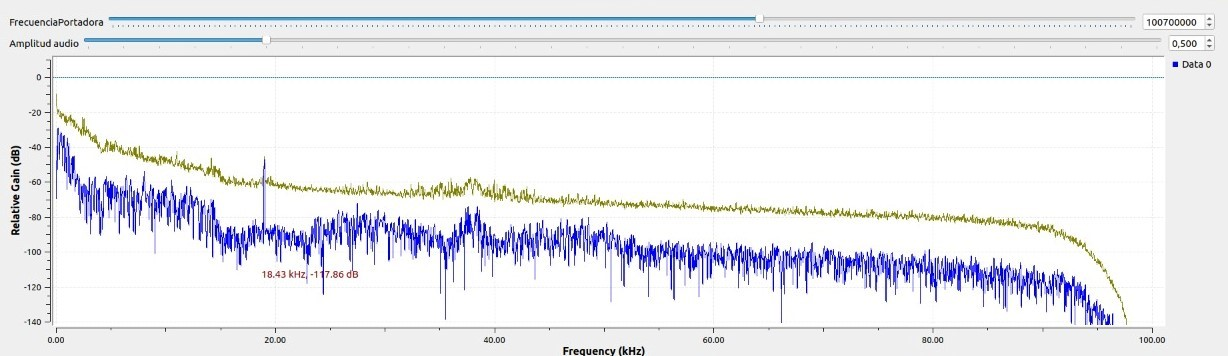 FrecuenciaPortadora 100700000
Amplitud audio 0,500
Data 0
0
-20
-40
-60
-80
-100
-120
-140
Relative Gain (dB)
18.43 kHz, -117.86 dB
0.00 20.00 40.00 60.00 80.00 100.00
Frequency (kHz)